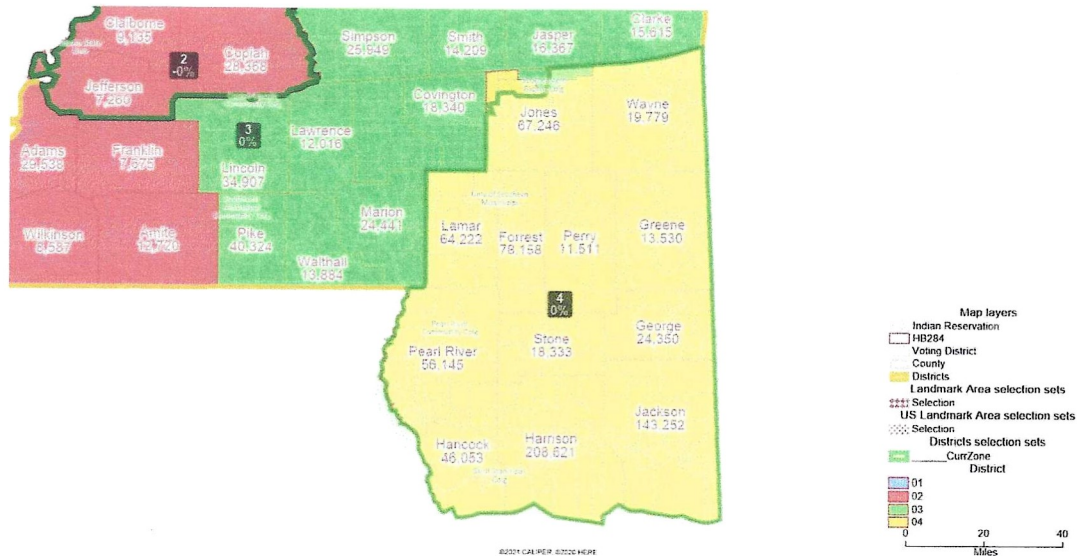 Claiborne
9,135
Copiah
28,368
Jefferson
7,260
2
-0%
Simpson
25,949
Smith
14,209
Jasper
16,367
Clarke
15,615
Covington
18,340
Jones
67,246
Wayne
19,779
3
0%
Lawrence
12,016
Lincoln
34,907
Adams
29,538
Franklin
7,675
Wilkinson
8,587
Amite
12,720
Pike
40,324
Marion
24,441
Walthall
13,884
Lamar
64,222
Forrest
78,158
Perry
11,511
Greene
13,530
4
0%
Pearl River
56,145
Stone
18,333
George
24,350
Jackson
143,252
Hancock
46,053
Harrison
208,621
Map layers
Indian Reservation
HB284
Voting District
County
Districts
Landmark Area selection sets
Selection
US Landmark Area selection sets
Selection
Districts selection sets
______CurrZone
District
01
02
03
04
0 20 40
Miles
©2021 CALIPER; ©2020 HERE